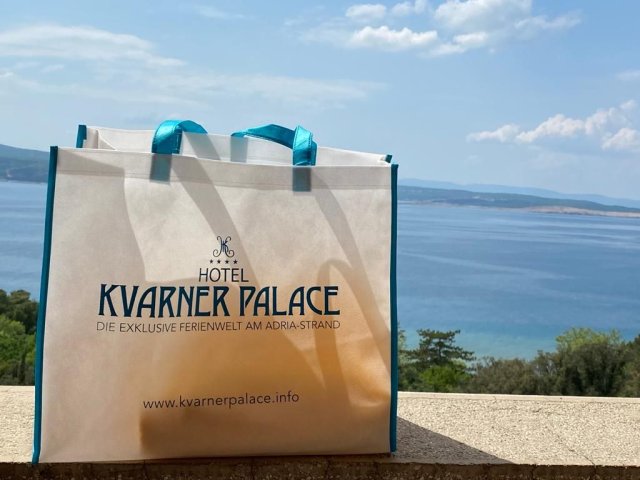 HOTEL
KVARNER PALACE
DIE EXKLUSIVE FERIENWELT AM ADRIA-STRAND
www.kvarnerpalace.info